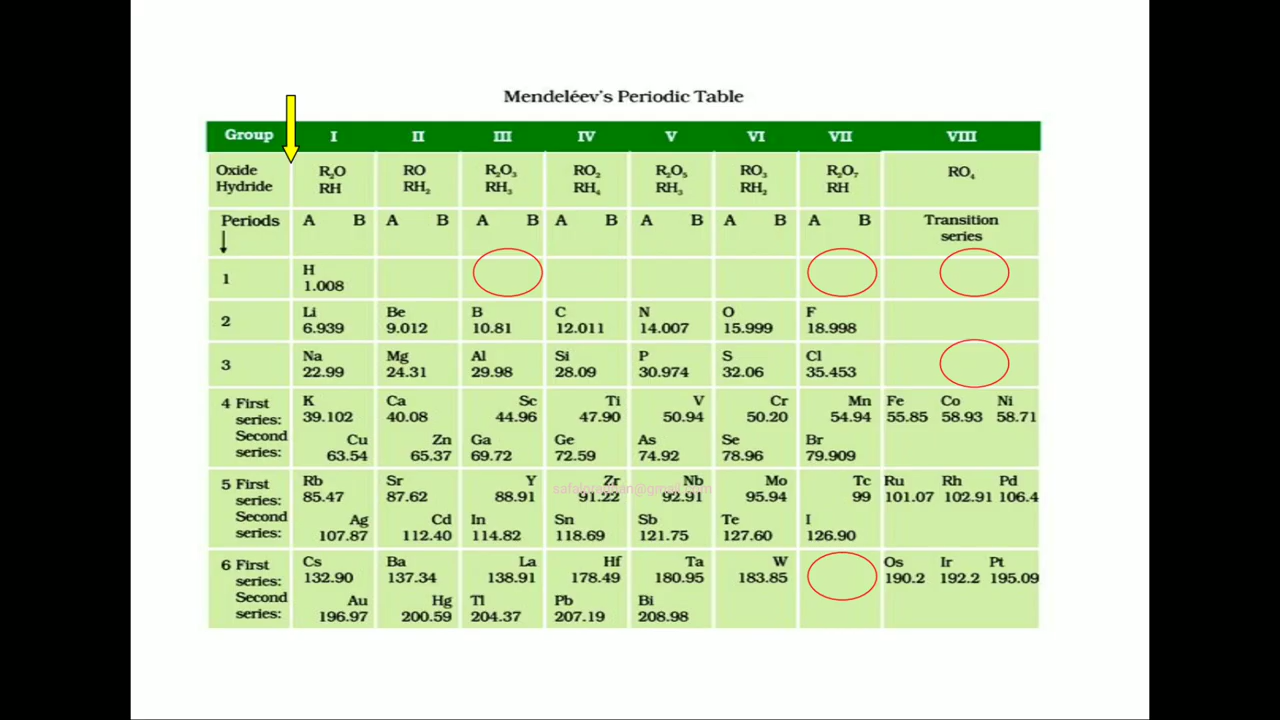 Mendeléev's Periodic Table
Group I II III IV V VI VII VIII
Oxide R₂O RO R₂O₃ RO₂ R₂O₅ RO₃ R₂O₇ RO₄
Hydride RH RH₂ RH₃ RH₄ RH₃ RH₂ RH
Periods A B A B A B A B A B A B A B Transition
↓ series
1 H
1.008
2 Li Be B C N O F
6.939 9.012 10.81 12.011 14.007 15.999 18.998
3 Na Mg Al Si P S Cl
22.99 24.31 29.98 28.09 30.974 32.06 35.453
4 First K Ca Sc Ti V Cr Mn Fe Co Ni
series: 39.102 40.08 44.96 47.90 50.94 50.20 54.94 55.85 58.93 58.71
Second Cu Zn Ga Ge As Se Br
series: 63.54 65.37 69.72 72.59 74.92 78.96 79.909
5 First Rb Sr Y Zr Nb Mo Tc Ru Rh Pd
series: 85.47 87.62 88.91 91.22 92.91 95.94 99 101.07 102.91 106.4
Second Ag Cd In Sn Sb Te I
series: 107.87 112.40 114.82 118.69 121.75 127.60 126.90
6 First Cs Ba La Hf Ta W Os Ir Pt
series: 132.90 137.34 138.91 178.49 180.95 183.85 190.2 192.2 195.09
Second Au Hg Tl Pb Bi
series: 196.97 200.59 204.37 207.19 208.98